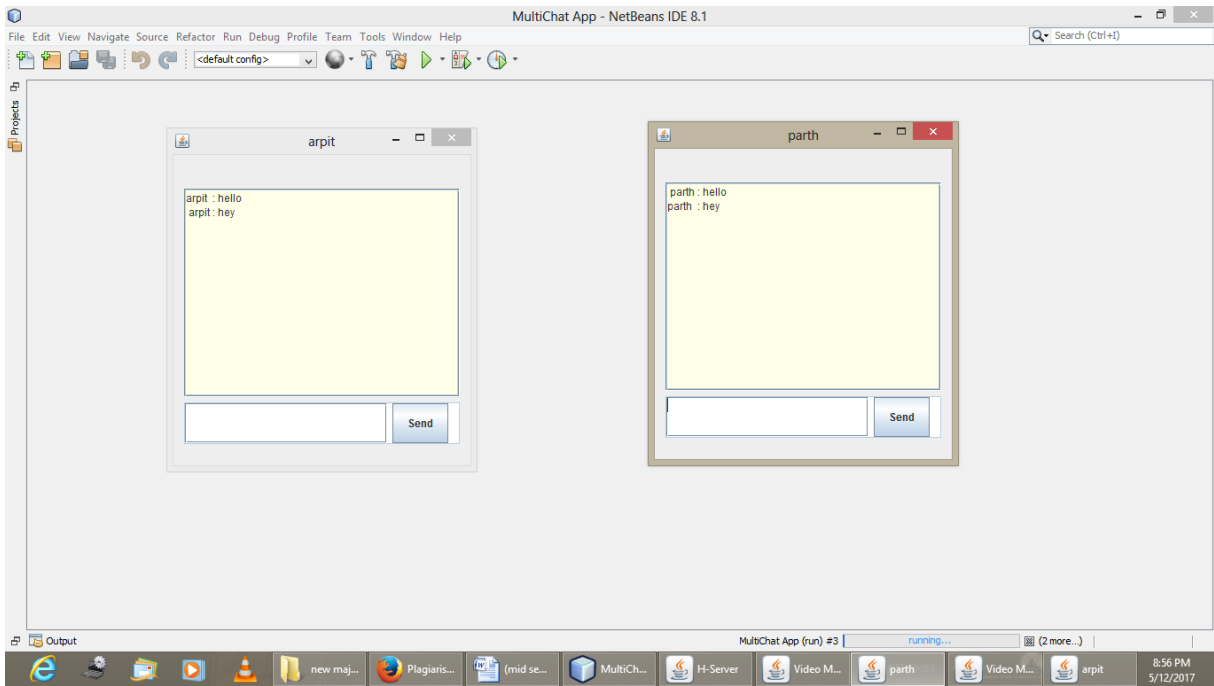 MultiChat App - NetBeans IDE 8.1
File Edit View Navigate Source Refactor Run Debug Profile Team Tools Window Help
Search (Ctrl+I)
<default config>
Projects
arpit
arpit : hello
arpit : hey
Send
parth
parth : hello
parth : hey
Send
Output
MultiChat App (run) #3 running... (2 more...)
new maj... Plagiaris... (mid se... MultiCh... H-Server Video M... parth Video M... arpit
8:56 PM
5/12/2017